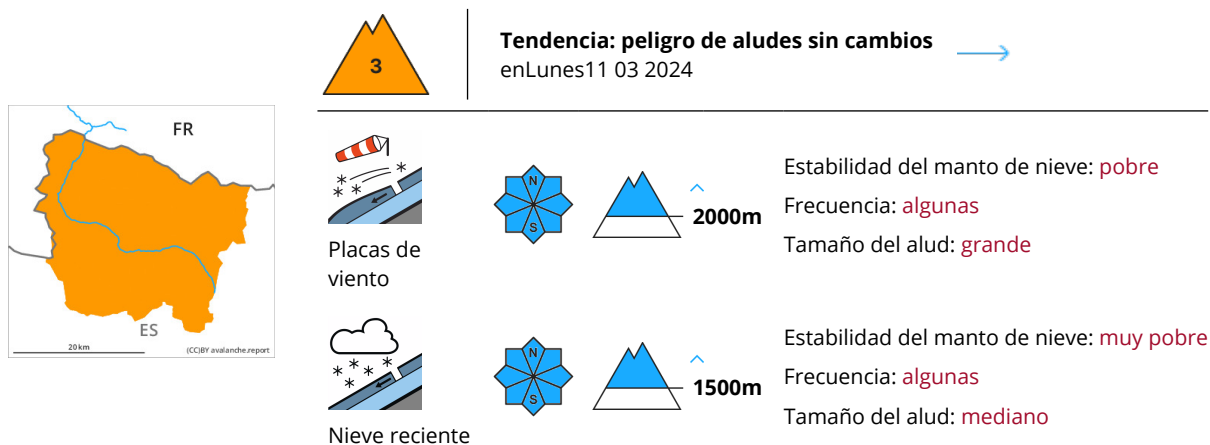 3
Tendencia: peligro de aludes sin cambios
enLunes11 03 2024
FR
ES
20 km
(CC)BY avalanche.report
Placas de
viento
N
S
2000m
Estabilidad del manto de nieve: pobre
Frecuencia: algunas
Tamaño del alud: grande
Nieve reciente
N
S
1500m
Estabilidad del manto de nieve: muy pobre
Frecuencia: algunas
Tamaño del alud: mediano